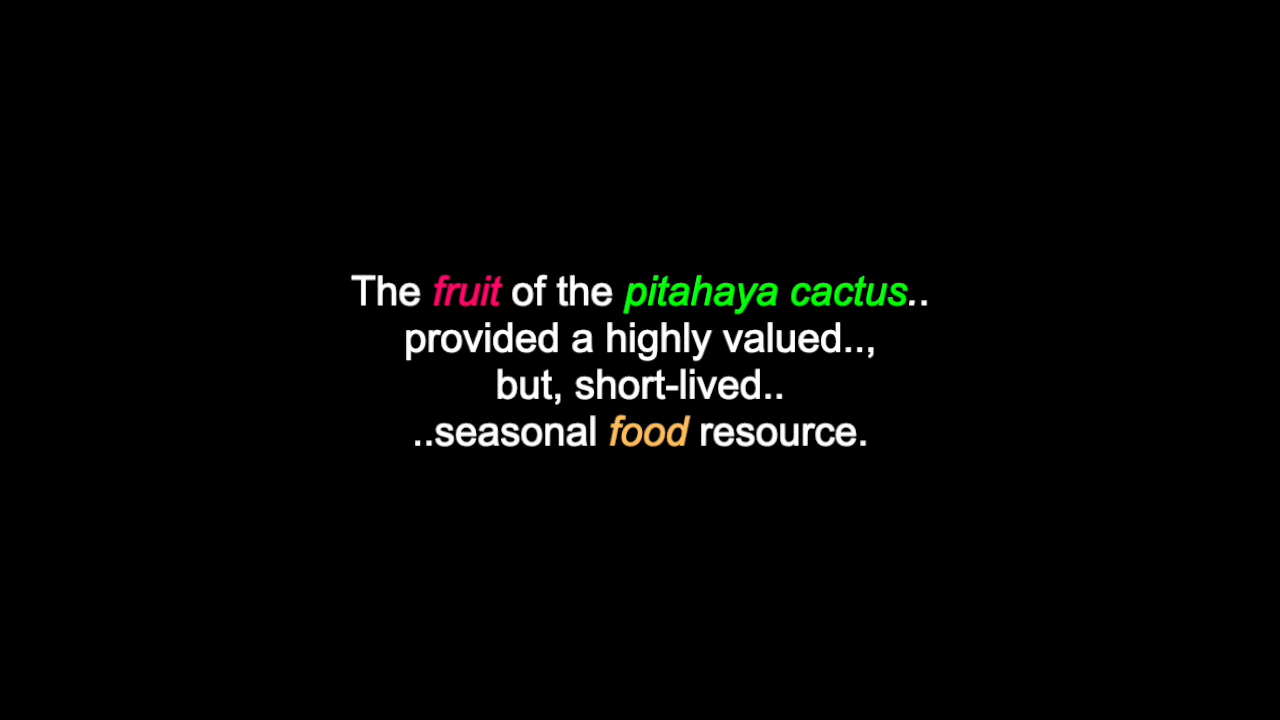 The fruit of the pitahaya cactus..
provided a highly valued..,
but, short-lived..
..seasonal food resource.